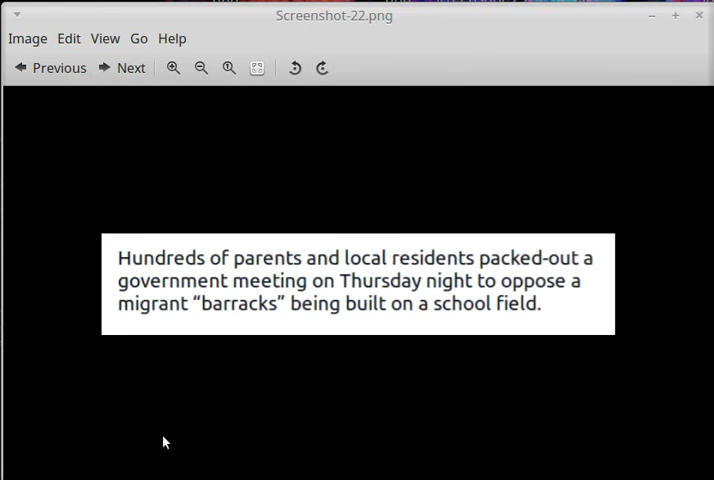 Screenshot-22.png
Image Edit View Go Help
Previous Next
Hundreds of parents and local residents packed-out a
government meeting on Thursday night to oppose a
migrant “barracks” being built on a school field.